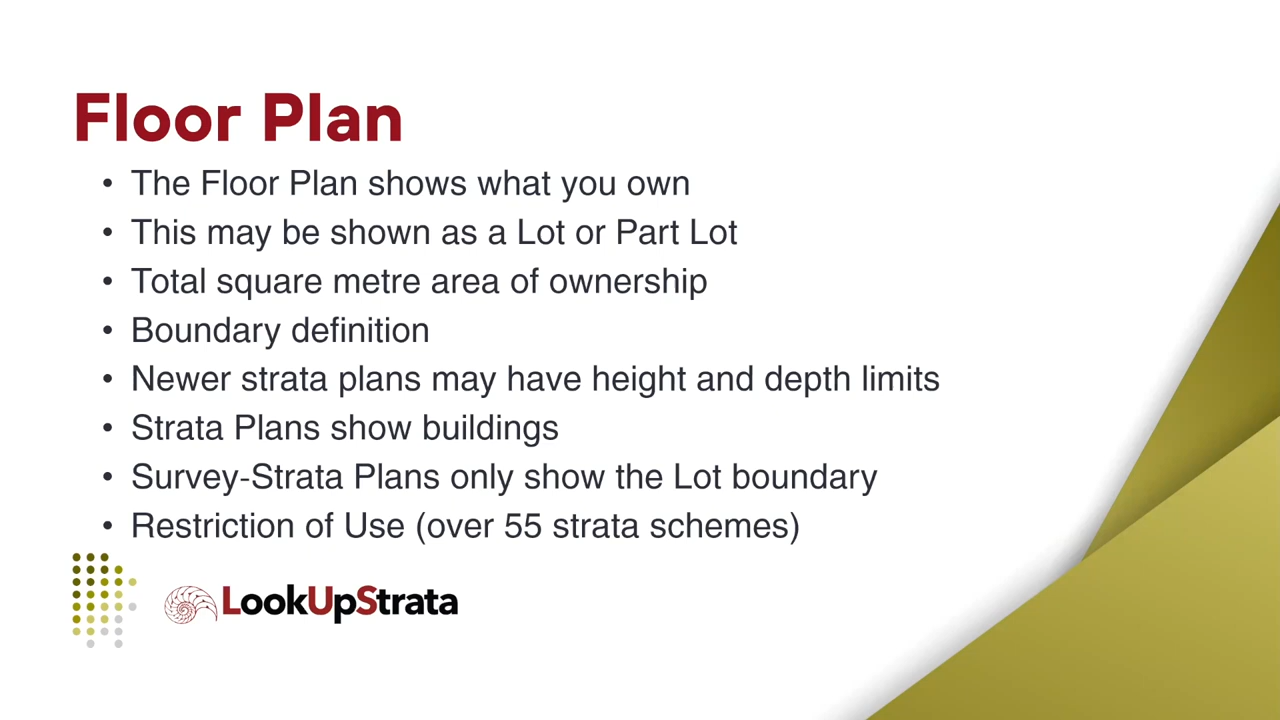 Floor Plan
• The Floor Plan shows what you own
• This may be shown as a Lot or Part Lot
• Total square metre area of ownership
• Boundary definition
• Newer strata plans may have height and depth limits
• Strata Plans show buildings
• Survey-Strata Plans only show the Lot boundary
• Restriction of Use (over 55 strata schemes)
LookUpStrata